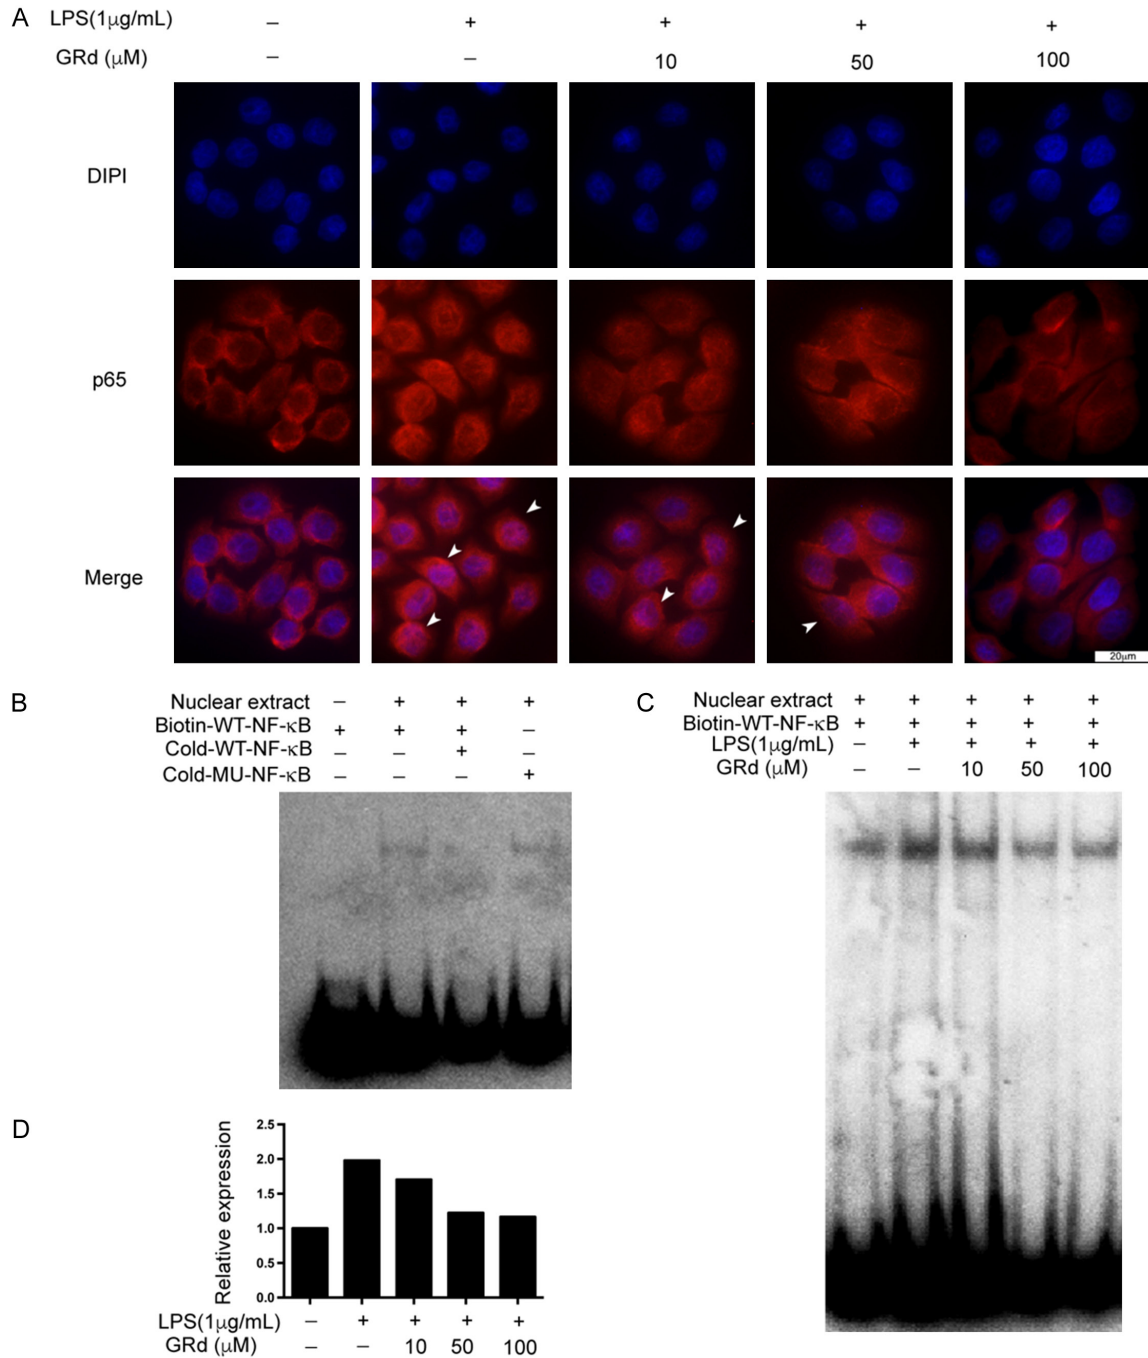 A
LPS(1μg/mL) – + + + +
GRd (μM) – – 10 50 100
DIPI
p65
Merge
20μm
B
Nuclear extract – + + +
Biotin-WT-NF-κB + + + –
Cold-WT-NF-κB – – + –
Cold-MU-NF-κB – – – +
C
Nuclear extract + + + + +
Biotin-WT-NF-κB + + + + +
LPS(1μg/mL) – + + + +
GRd (μM) – – 10 50 100
D
Relative expression
2.5
2.0
1.5
1.0
0.5
0.0
LPS(1μg/mL) – + + + +
GRd (μM) – – 10 50 100